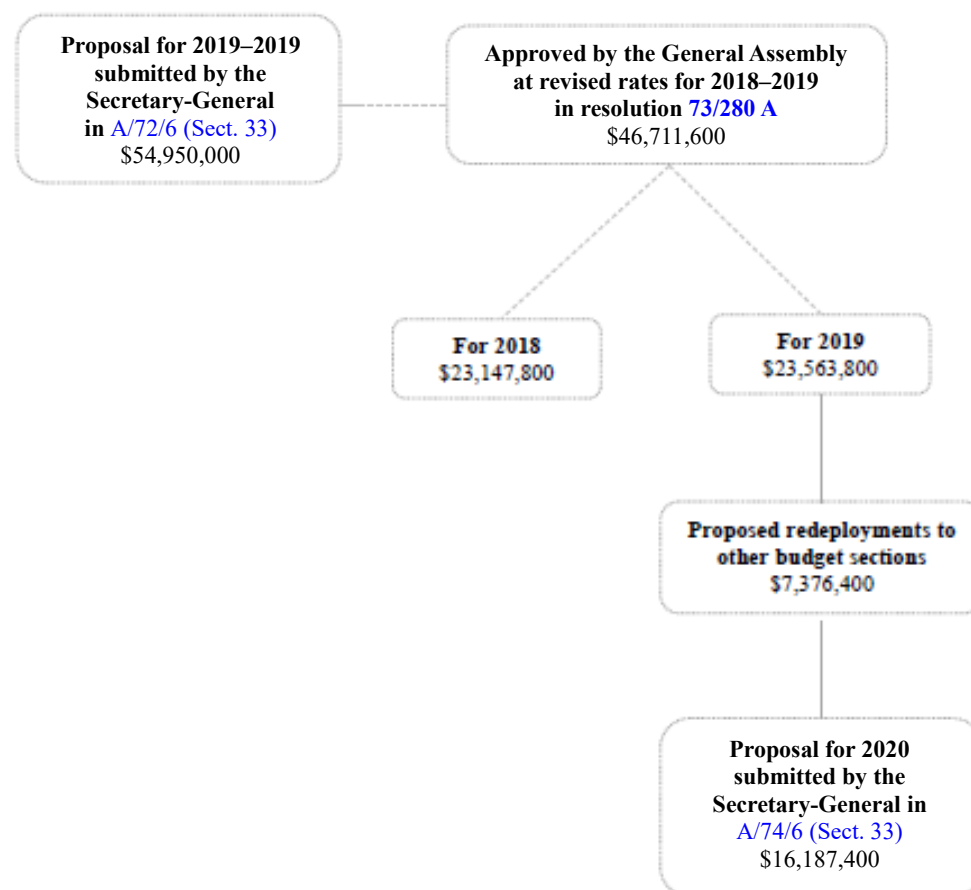 Proposal for 2019–2019
submitted by the
Secretary-General
in A/72/6 (Sect. 33)
$54,950,000
Approved by the General Assembly
at revised rates for 2018–2019
in resolution 73/280 A
$46,711,600
For 2018
$23,147,800
For 2019
$23,563,800
Proposed redeployments to
other budget sections
$7,376,400
Proposal for 2020
submitted by the
Secretary-General in
A/74/6 (Sect. 33)
$16,187,400